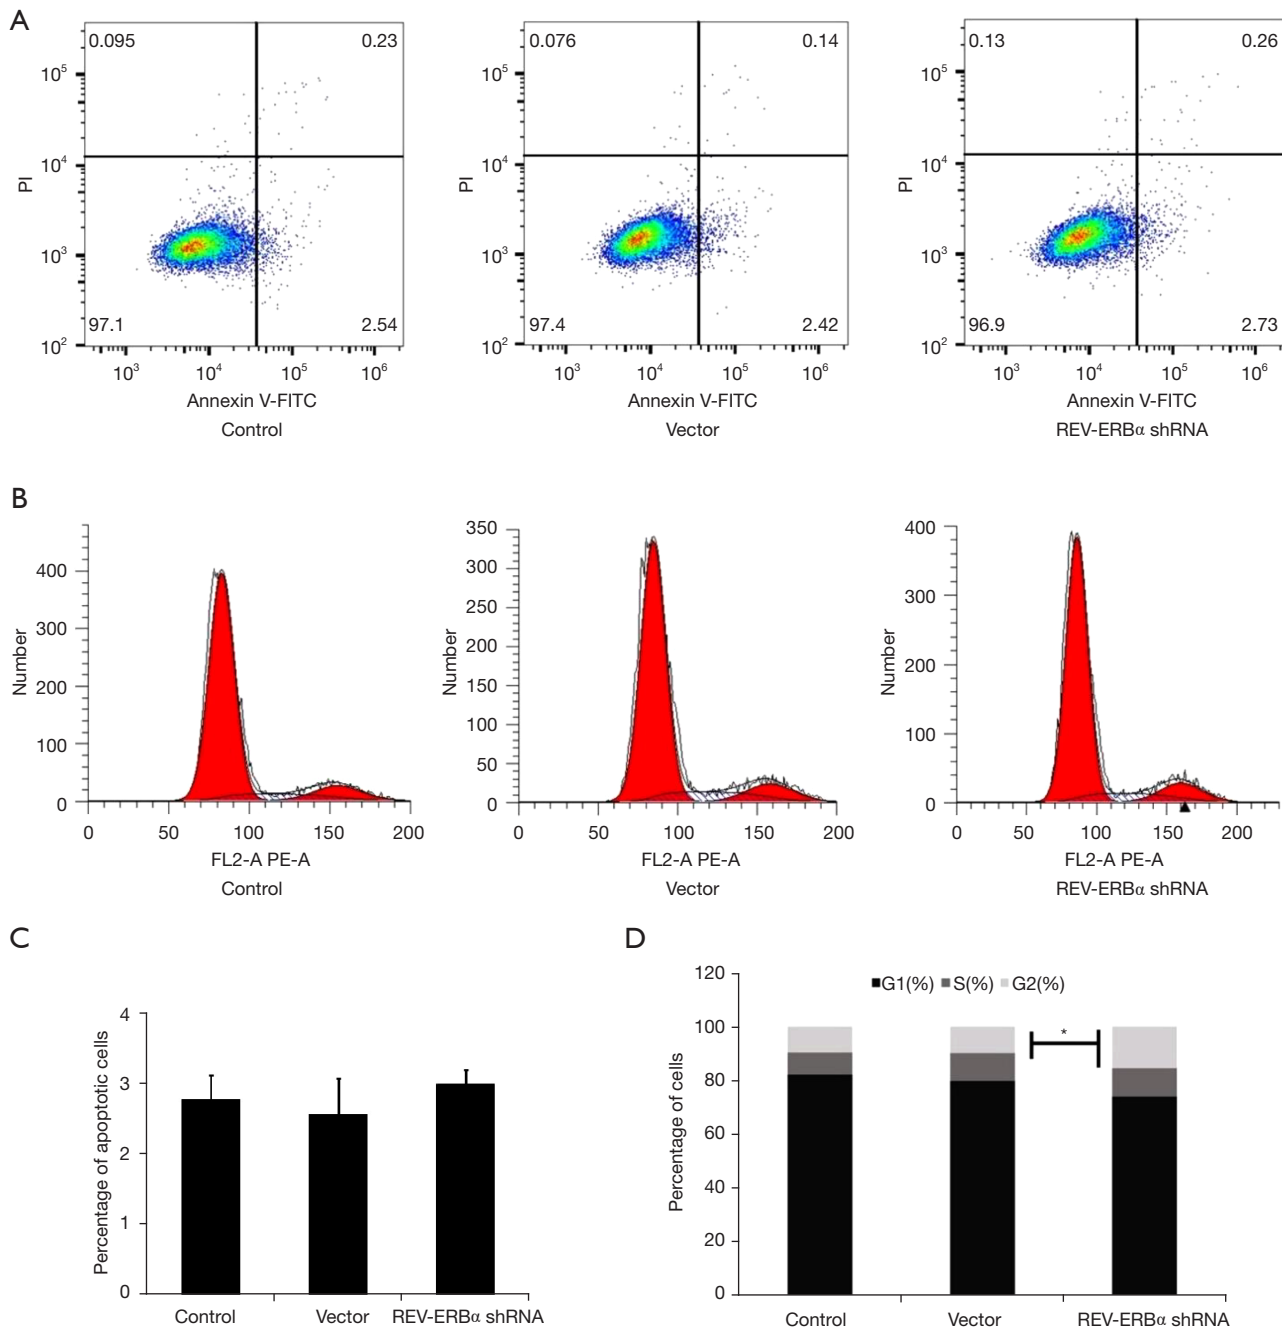 A
0.095 0.23
0.076 0.14
0.13 0.26
10⁵ 10⁵ 10⁵
10⁴ 10⁴ 10⁴
PI PI PI
10³ 10³ 10³
97.1 2.54
97.4 2.42
96.9 2.73
10² 10² 10²
10³ 10⁴ 10⁵ 10⁶
10³ 10⁴ 10⁵ 10⁶
10³ 10⁴ 10⁵ 10⁶
Annexin V-FITC
Annexin V-FITC
Annexin V-FITC
Control
Vector
REV-ERBα shRNA
B
Number
400
300
200
100
0
0 50 100 150 200
FL2-A PE-A
Control
Number
350
300
250
200
150
100
50
0
0 50 100 150 200
FL2-A PE-A
Vector
Number
400
300
200
100
0
0 50 100 150 200
FL2-A PE-A
REV-ERBα shRNA
C
Percentage of apoptotic cells
4
3
2
1
0
Control Vector REV-ERBα shRNA
D
Percentage of cells
120
100
80
60
40
20
0
G1(%) S(%) G2(%)
*
Control Vector REV-ERBα shRNA